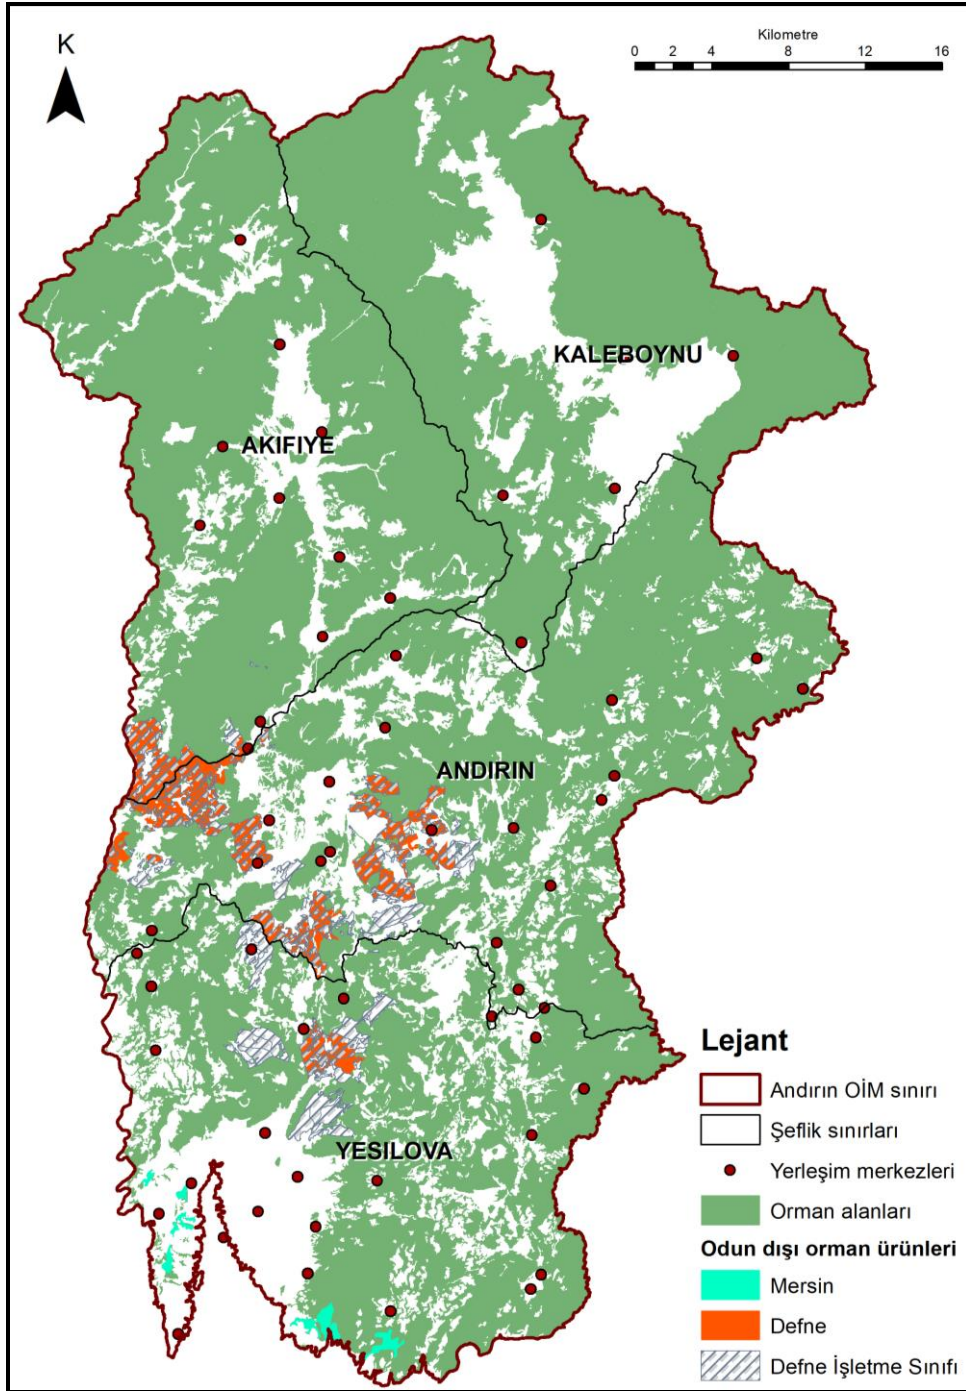 K
Kilometre
0 2 4 8 12 16
KALEBOYNU
AKIFIYE
ANDIRIN
YESILOVA
Lejant
Andırın OİM sınırı
Şeflik sınırları
Yerleşim merkezleri
Orman alanları
Odun dışı orman ürünleri
Mersin
Defne
Defne İşletme Sınıfı